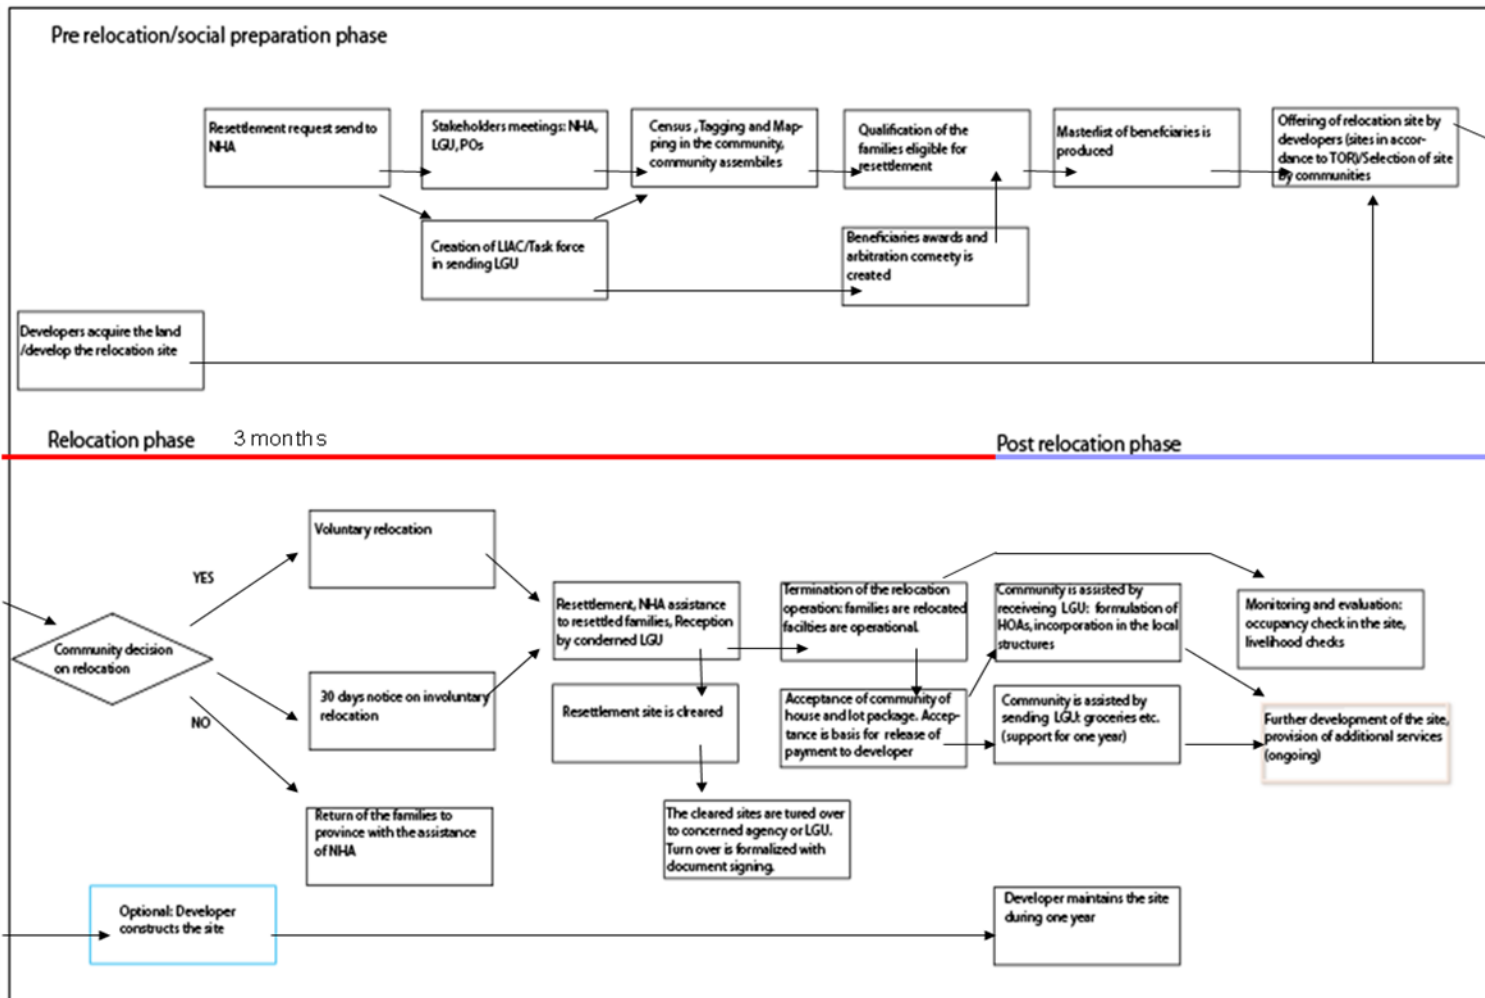 Pre relocation/social preparation phase
Resettlement request send to
NHA
Stakeholders meetings: NHA,
LGU, POs
Census , Tagging and Map-
ping in the community,
community assembiles
Qualification of the
families eligible for
resettlement
Masterlist of benefciaries is
produced
Offering of relocation site by
developers (sites in accor-
dance to TOR)/Selection of site
by communities
Creation of LIAC/Task force
in sending LGU
Beneficiaries awards and
arbitration comeety is
created
Developers acquire the land
/develop the relocation site
Relocation phase 3 months
Post relocation phase
Voluntary relocation
YES
Community decision
on relocation
NO
30 days notice on involuntary
relocation
Return of the families to
province with the assistance
of NHA
Resettlement, NHA assistance
to resettled families, Reception
by conderned LGU
Resettlement site is clreared
The cleared sites are tured over
to concerned agency or LGU.
Turn over is formalized with
document signing.
Termination of the relocation
operation: families are relocated
facilties are operational.
Acceptance of community of
house and lot package. Accep-
tance is basis for release of
payment to developer
Community is assisted by
receiving LGU: formulation of
HOAs, incorporation in the local
structures
Community is assisted by
sending LGU: groceries etc.
(support for one year)
Monitoring and evaluation:
occupancy check in the site,
livelihood checks
Further development of the site,
provision of additional services
(ongoing)
Optional: Developer
constructs the site
Developer maintains the site
during one year